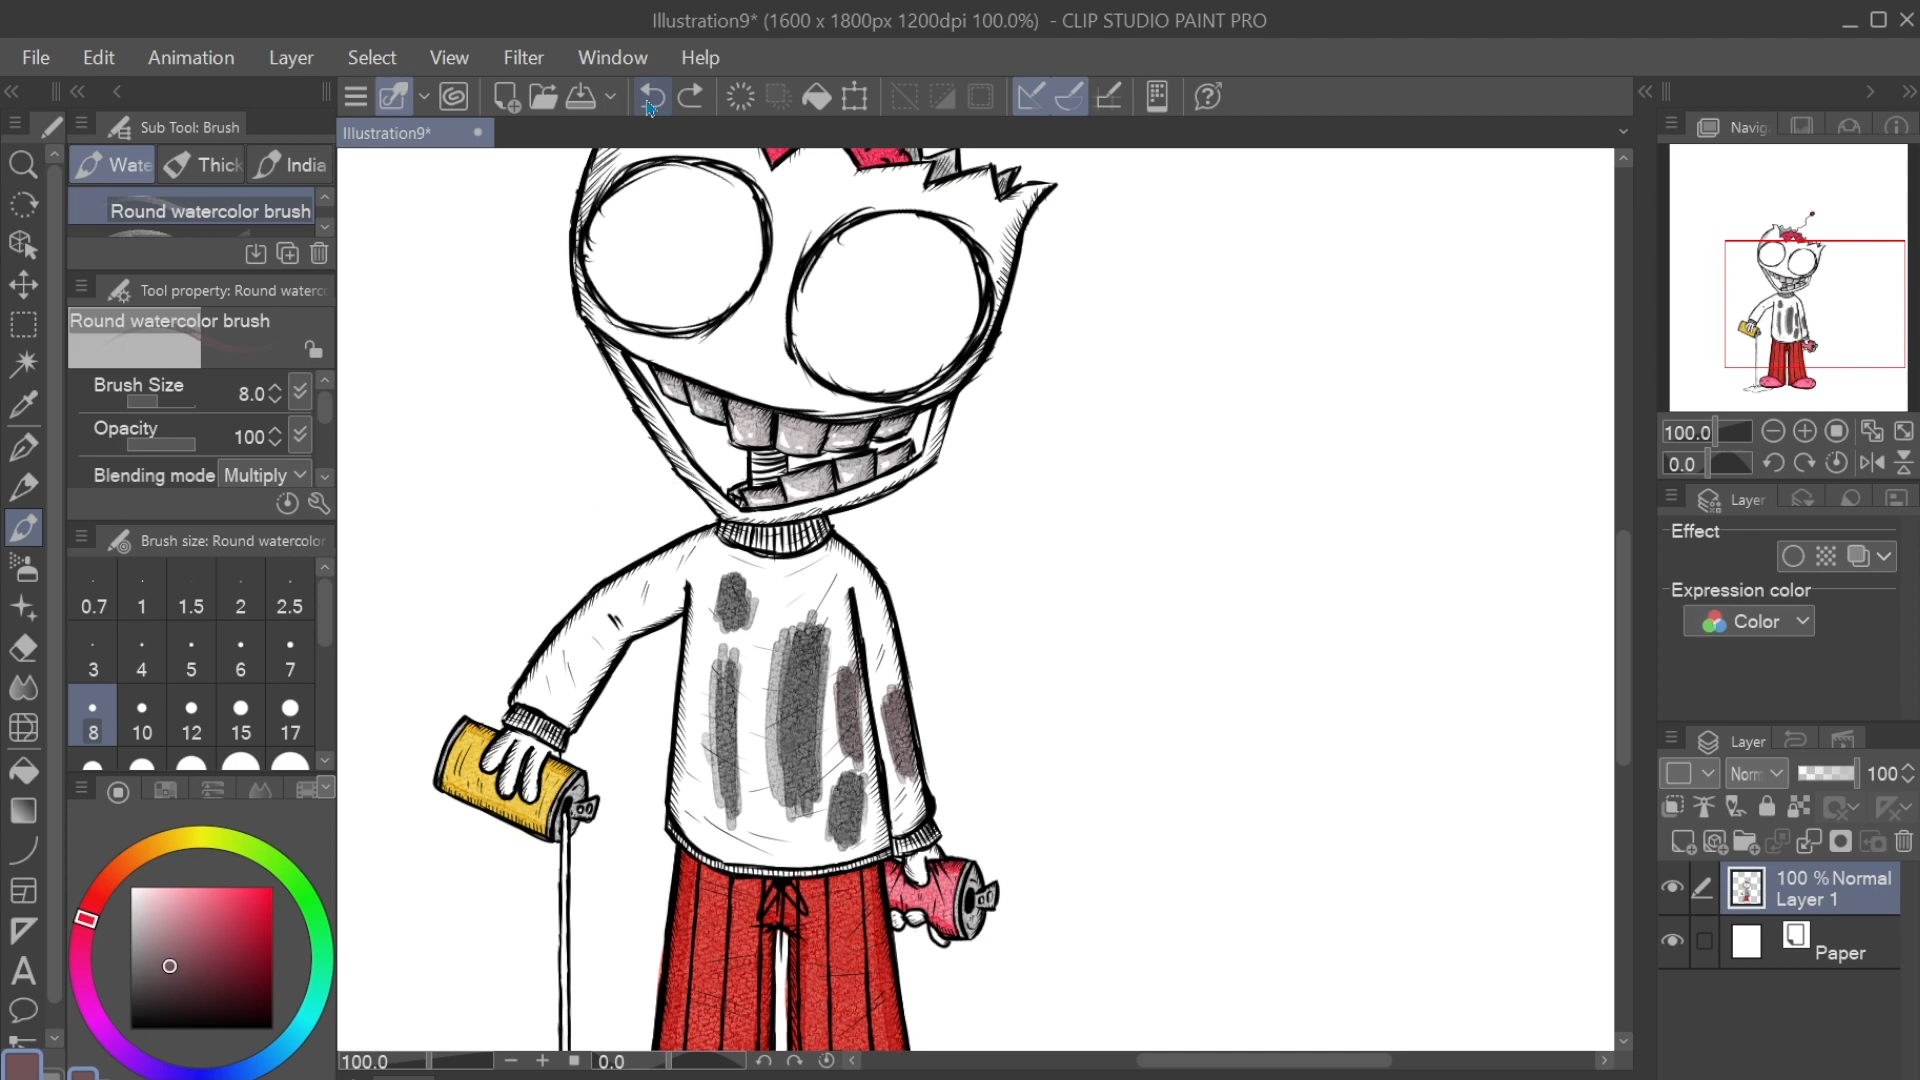 Illustration9* (1600 x 1800px 1200dpi 100.0%) - CLIP STUDIO PAINT PRO
File Edit Animation Layer Select View Filter Window Help
Sub Tool: Brush
Illustration9*
Navig
Wate Thick India
Round watercolor brush
Tool property: Round waterc
Round watercolor brush
Brush Size 8.0
Opacity 100
Blending mode Multiply
100.0
0.0
Layer
Effect
Expression color
Color
Brush size: Round watercolor
0.7 1 1.5 2 2.5
3 4 5 6 7
8 10 12 15 17
Layer
Norm 100
100 % Normal
Layer 1
Paper
100.0 0.0